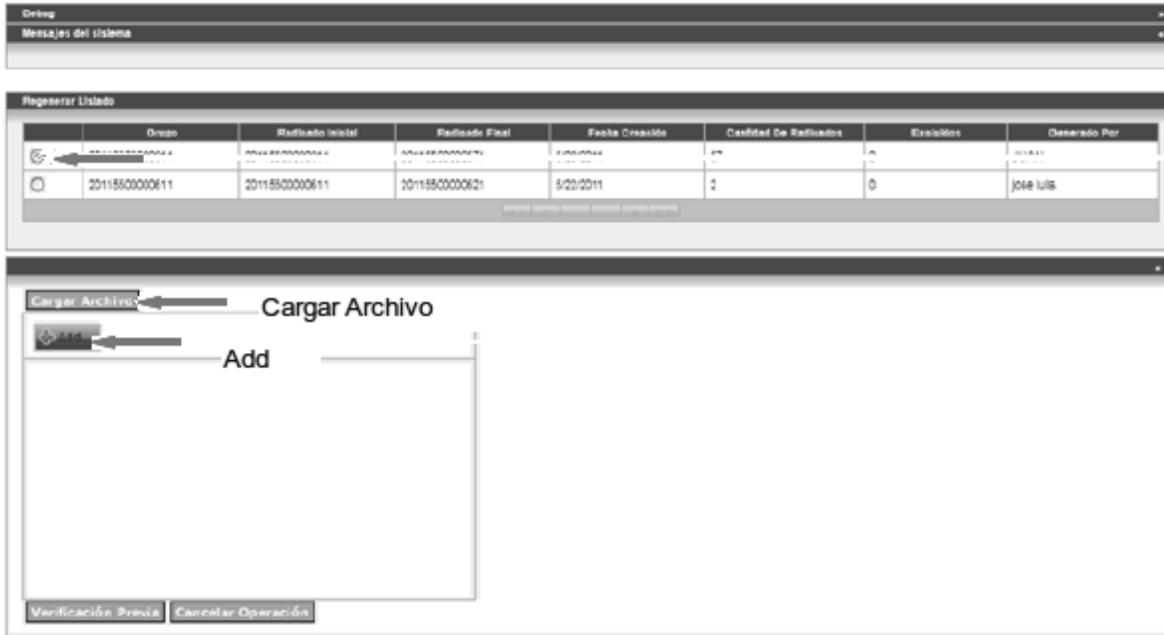 Debug
Mensajes del sistema
Regenerar Listado
Grupo Radicado Inicial Radicado Final Fecha Creación Cantidad De Radicados Excluidos Generado Por
20115500000611 20115500000611 20115500000621 5/22/2011 2 0 jose luis
Cargar Archivo Cargar Archivo
Add Add
Verificación Previa Cancelar Operación